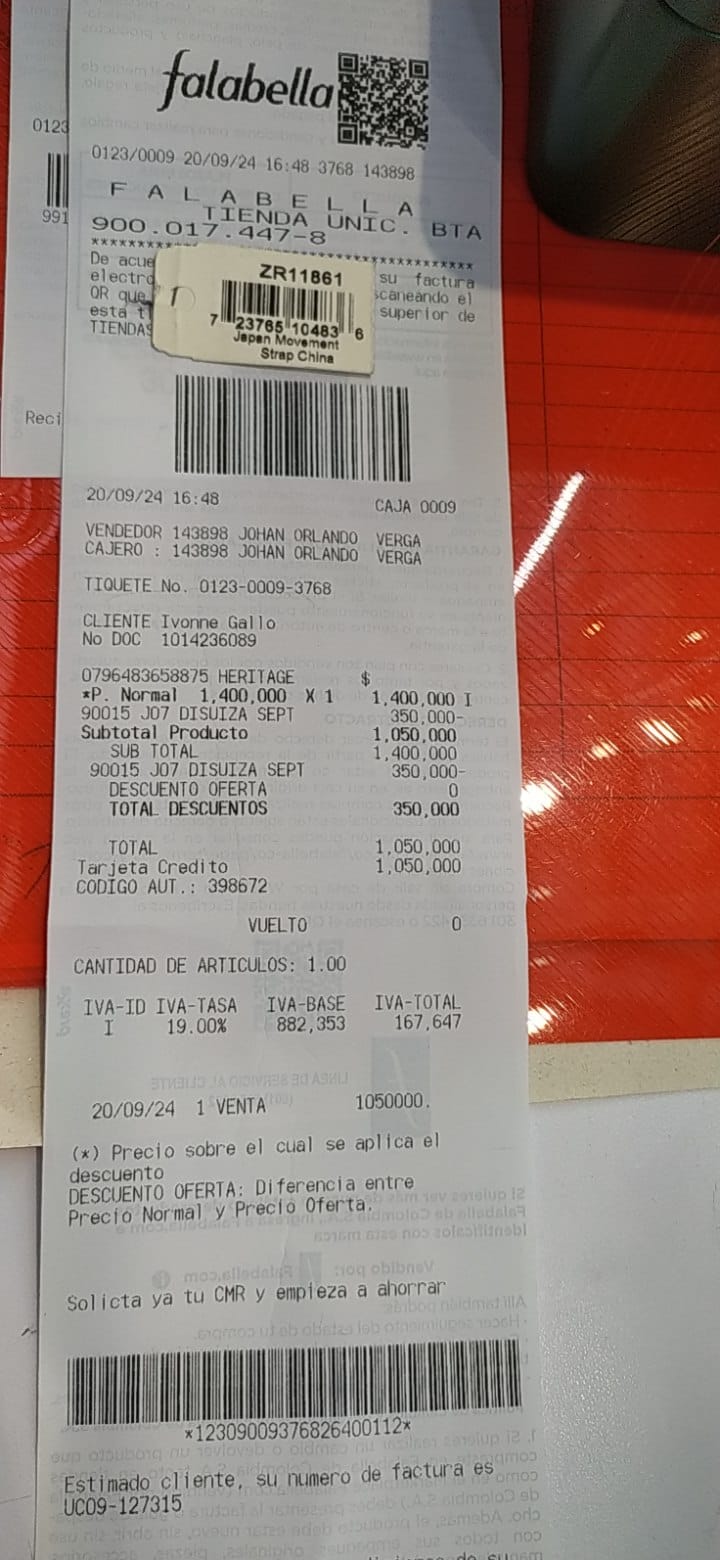 falabella
0123/0009 20/09/24 16:48 3768 143898
F A L A B E L L A
TIENDA UNIC. BTA
900.017.447-8
De acue su factura
electro scaneando el
QR que superior de
esta t
TIENDAS
ZR11861
7 23765 10483 6
Japan Movement
Strap China
0123
991
Reci
20/09/24 16:48 CAJA 0009
VENDEDOR 143898 JOHAN ORLANDO VERGA
CAJERO : 143898 JOHAN ORLANDO VERGA
TIQUETE No. 0123-0009-3768
CLIENTE Ivonne Gallo
No DOC 1014236089
0796483658875 HERITAGE $
*P. Normal 1,400,000 X 1 1,400,000 I
90015 J07 DISUIZA SEPT 350,000-
Subtotal Producto 1,050,000
SUB TOTAL 1,400,000
90015 J07 DISUIZA SEPT 350,000-
DESCUENTO OFERTA 0
TOTAL DESCUENTOS 350,000
TOTAL 1,050,000
Tarjeta Credito 1,050,000
CODIGO AUT.: 398672
VUELTO 0
CANTIDAD DE ARTICULOS: 1.00
IVA-ID IVA-TASA IVA-BASE IVA-TOTAL
I 19.00% 882,353 167,647
20/09/24 1 VENTA 1050000.
(*) Precio sobre el cual se aplica el
descuento
DESCUENTO OFERTA: Diferencia entre
Precio Normal y Precio Oferta.
Solicta ya tu CMR y empieza a ahorrar
*12309009376826400112*
Estimado cliente, su numero de factura es
UC09-127315